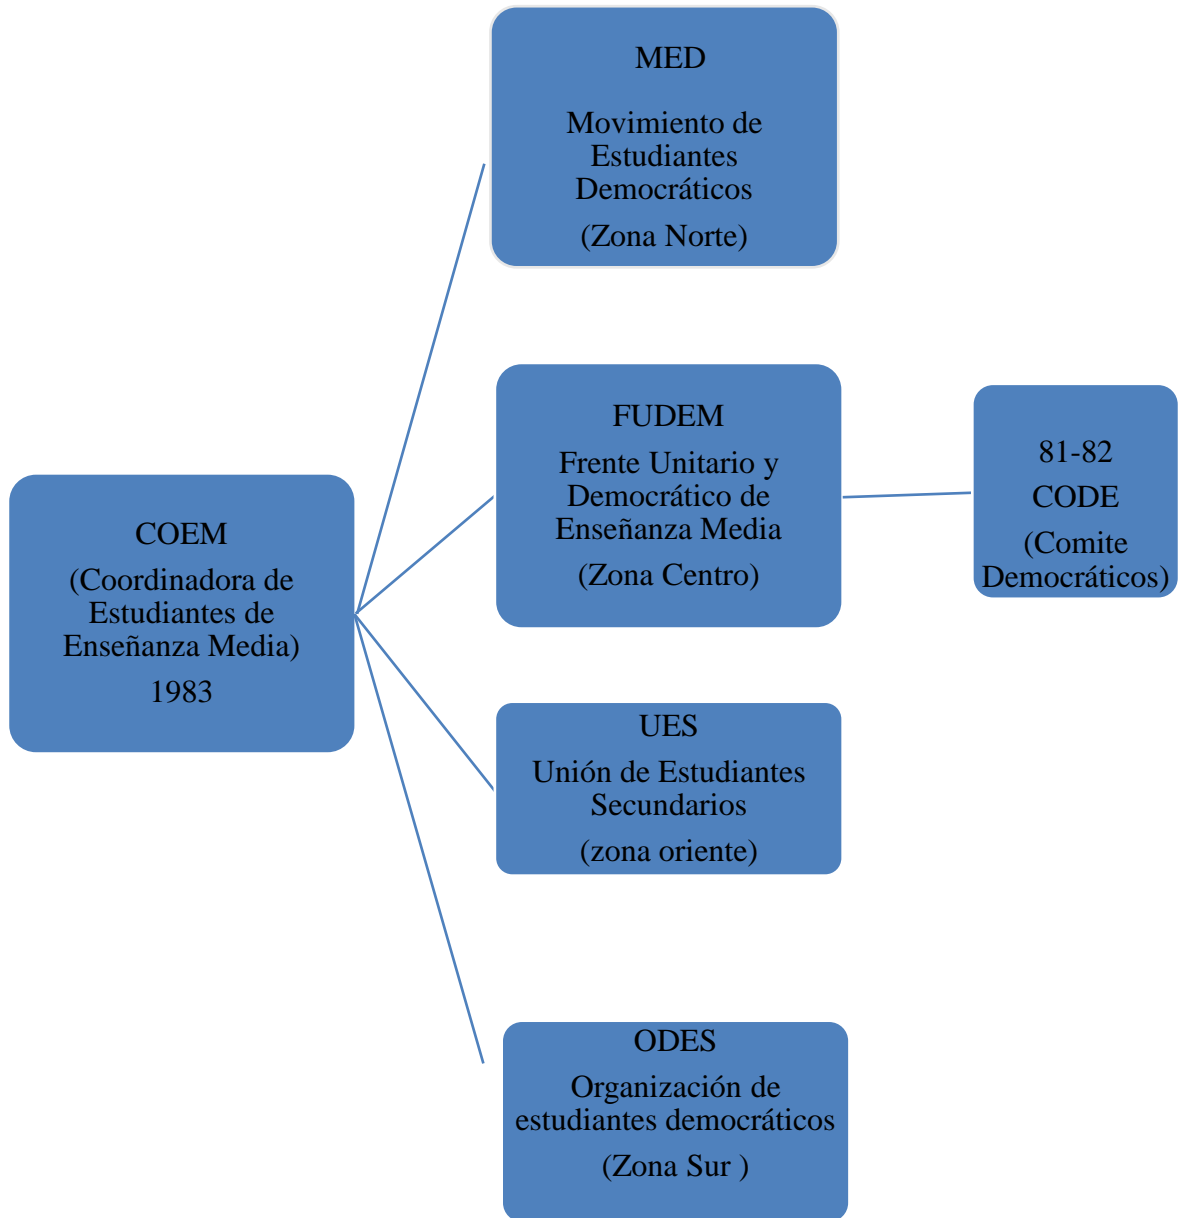 MED
Movimiento de
Estudiantes
Democráticos
(Zona Norte)
FUDEM
Frente Unitario y
Democrático de
Enseñanza Media
(Zona Centro)
81-82
CODE
(Comite
Democráticos)
COEM
(Coordinadora de
Estudiantes de
Enseñanza Media)
1983
UES
Unión de Estudiantes
Secundarios
(zona oriente)
ODES
Organización de
estudiantes democráticos
(Zona Sur )